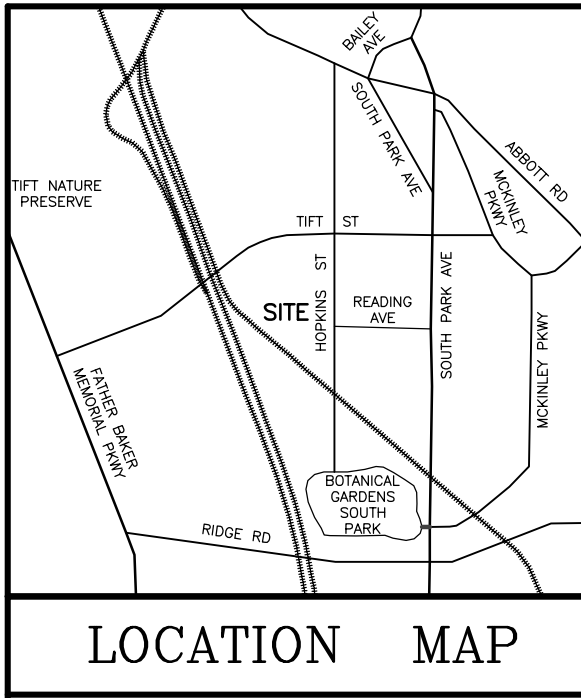 BAILEY
AVE
SOUTH PARK AVE
ABBOTT RD
MCKINLEY
PKWY
TIFT NATURE
PRESERVE
TIFT ST
HOPKINS ST
SITE
READING
AVE
SOUTH PARK AVE
MCKINLEY PKWY
FATHER BAKER
MEMORIAL PKWY
BOTANICAL
GARDENS
SOUTH
PARK
RIDGE RD
LOCATION MAP